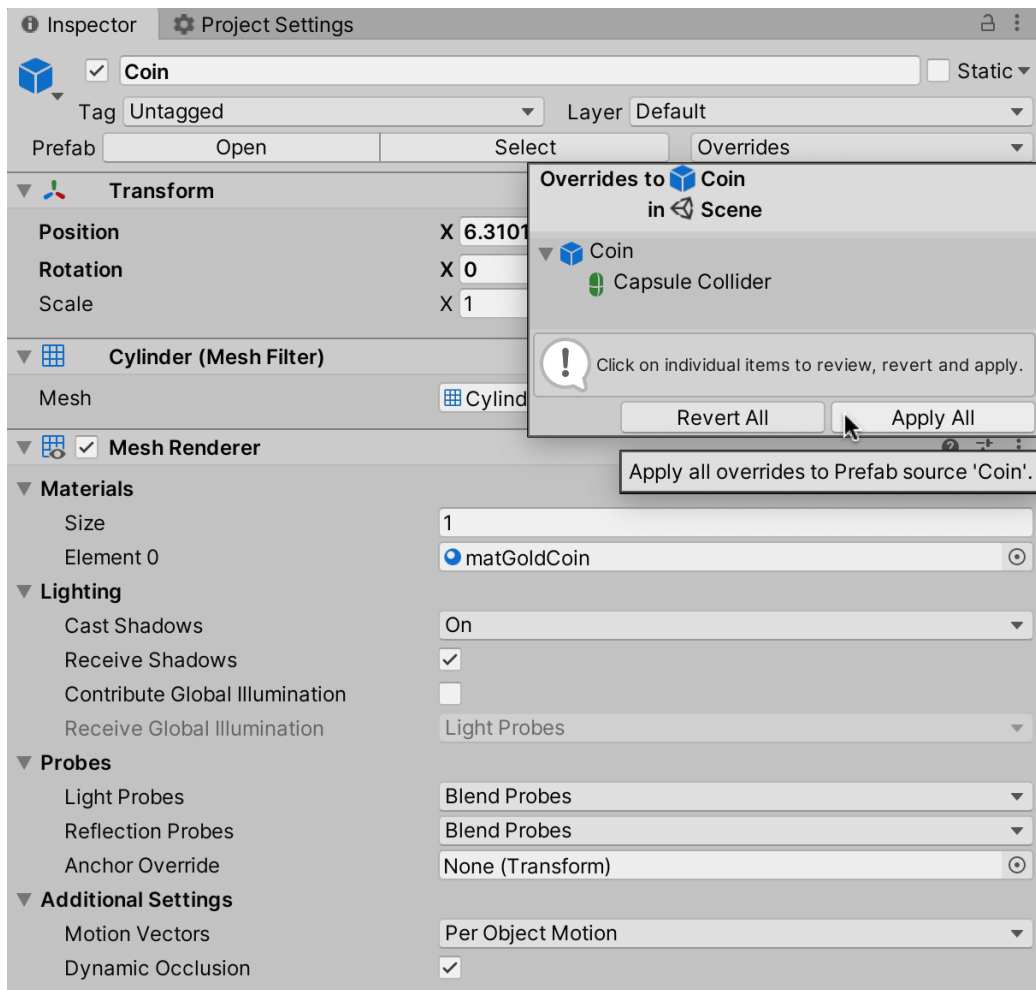 Inspector Project Settings
Coin Static
Tag Untagged Layer Default
Prefab Open Select Overrides
Overrides to Coin
in Scene
Coin
Capsule Collider
Click on individual items to review, revert and apply.
Revert All Apply All
Apply all overrides to Prefab source 'Coin'.
Transform
Position X 6.3101
Rotation X 0
Scale X 1
Cylinder (Mesh Filter)
Mesh Cylind
Mesh Renderer
Materials
Size 1
Element 0 matGoldCoin
Lighting
Cast Shadows On
Receive Shadows
Contribute Global Illumination
Receive Global Illumination Light Probes
Probes
Light Probes Blend Probes
Reflection Probes Blend Probes
Anchor Override None (Transform)
Additional Settings
Motion Vectors Per Object Motion
Dynamic Occlusion